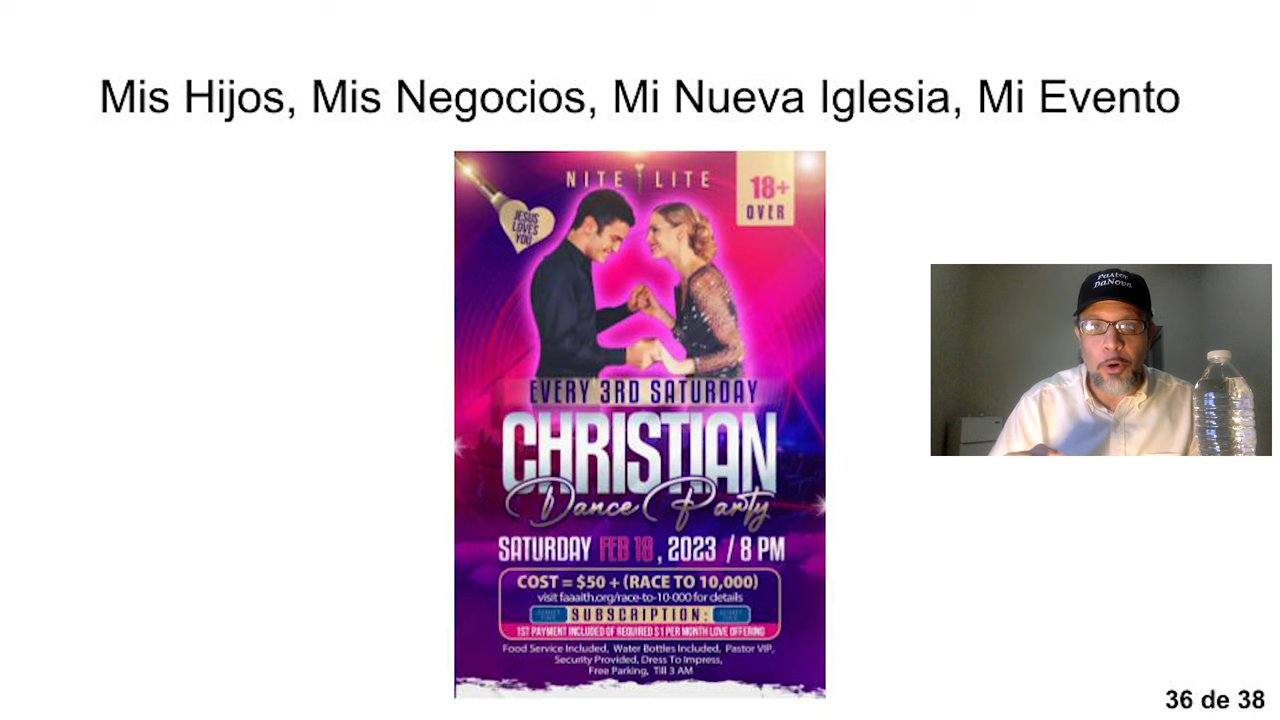 Mis Hijos, Mis Negocios, Mi Nueva Iglesia, Mi Evento
NITE LITE
18+
OVER
JESUS
LOVES
YOU
Pastor
DaNova
EVERY 3RD SATURDAY
CHRISTIAN
Dance Party
SATURDAY FEB 18, 2023 / 8 PM
COST = $50 + (RACE TO 10,000)
visit faaaith.org/race-to-10-000 for details
SUBSCRIPTION:
1ST PAYMENT INCLUDED OF REQUIRED $1 PER MONTH LOVE OFFERING
Food Service Included, Water Bottles Included, Pastor VIP,
Security Provided, Dress To Impress,
Free Parking, Till 3 AM
36 de 38